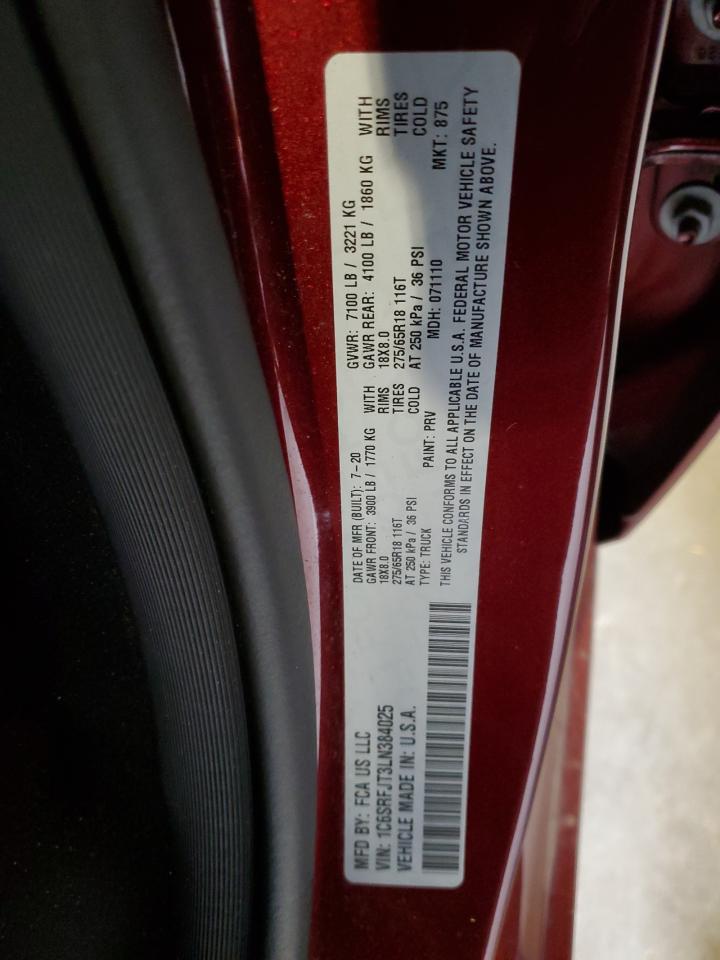 MFD BY: FCA US LLC
VIN: 1C6SRFJT3LN384025
VEHICLE MADE IN: U.S.A.
DATE OF MFR (BUILT): 7-20
GAWR FRONT: 3900 LB / 1770 KG WITH
18X8.0 RIMS
275/65R18 116T TIRES
AT 250 kPa / 36 PSI COLD
TYPE: TRUCK
PAINT: PRV
GVWR: 7100 LB / 3221 KG
GAWR REAR: 4100 LB / 1860 KG WITH
18X8.0 RIMS
275/65R18 116T TIRES
AT 250 kPa / 36 PSI COLD
MDH: 071110
MKT: 875
THIS VEHICLE CONFORMS TO ALL APPLICABLE U.S.A. FEDERAL MOTOR VEHICLE SAFETY
STANDARDS IN EFFECT ON THE DATE OF MANUFACTURE SHOWN ABOVE.